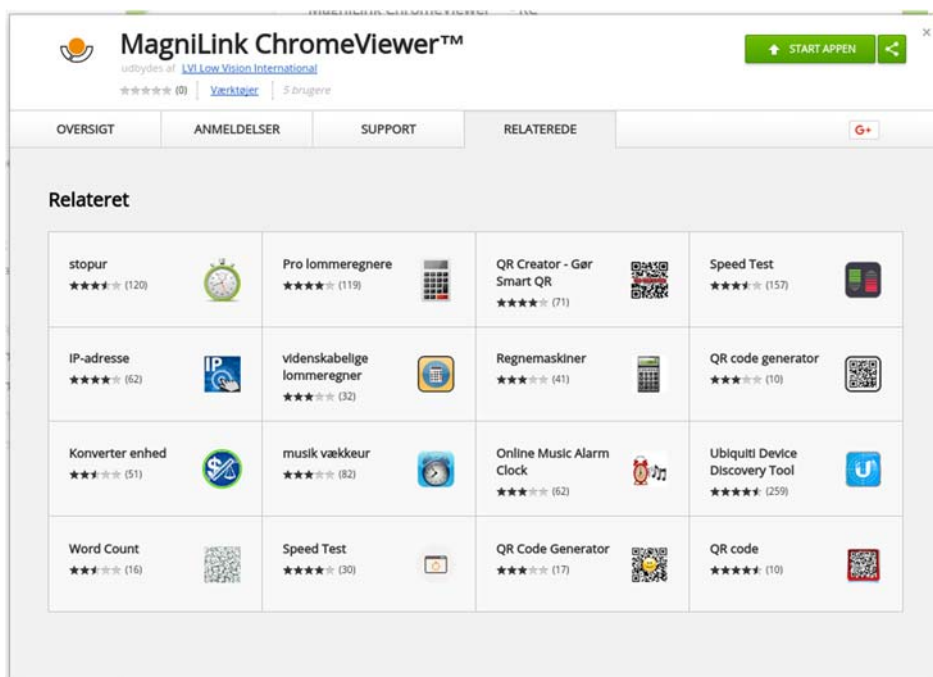 MagniLink ChromeViewer™
udbydes af LVI Low Vision International
(0) Værktøjer 5 brugere
START APPEN
OVERSIGT ANMELDELSER SUPPORT RELATEREDE G+
Relateret
stopur
(120)
Pro lommeregnere
(119)
QR Creator - Gør
Smart QR
(71)
Speed Test
(157)
IP-adresse
(62)
IP
videnskabelige
lommeregner
(32)
Regnemaskiner
(41)
QR code generator
(10)
Konverter enhed
(51)
musik vækkeur
(82)
Online Music Alarm
Clock
(62)
Ubiquiti Device
Discovery Tool
(259)
Word Count
(16)
Speed Test
(30)
QR Code Generator
(17)
QR code
(10)